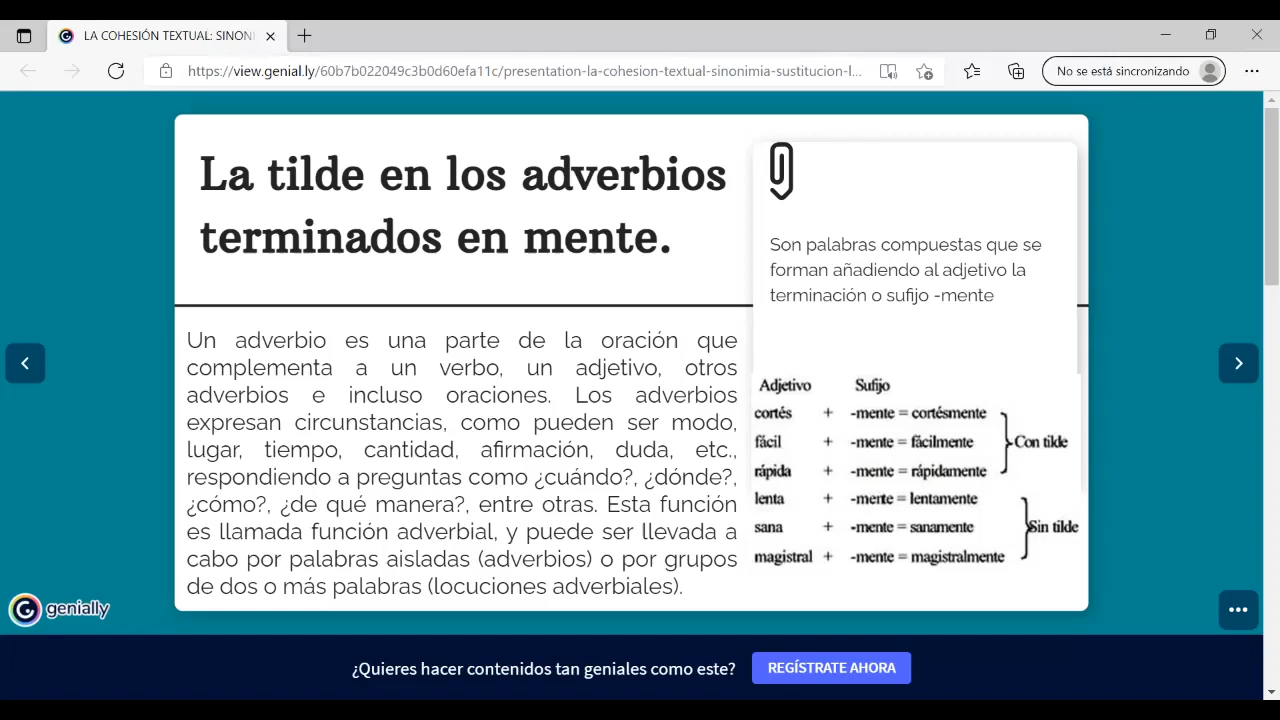 LA COHESIÓN TEXTUAL: SINONI
https://view.genial.ly/60b7b022049c3b0d60efa11c/presentation-la-cohesion-textual-sinonimia-sustitucion-l...
No se está sincronizando
La tilde en los adverbios
terminados en mente.
Un adverbio es una parte de la oración que
complementa a un verbo, un adjetivo, otros
adverbios e incluso oraciones. Los adverbios
expresan circunstancias, como pueden ser modo,
lugar, tiempo, cantidad, afirmación, duda, etc.,
respondiendo a preguntas como ¿cuándo?, ¿dónde?,
¿cómo?, ¿de qué manera?, entre otras. Esta función
es llamada función adverbial, y puede ser llevada a
cabo por palabras aisladas (adverbios) o por grupos
de dos o más palabras (locuciones adverbiales).
Son palabras compuestas que se
forman añadiendo al adjetivo la
terminación o sufijo -mente
Adjetivo Sufijo
cortés + -mente = cortésmente
fácil + -mente = fácilmente Con tilde
rápida + -mente = rápidamente
lenta + -mente = lentamente
sana + -mente = sanamente Sin tilde
magistral + -mente = magistralmente
genially
¿Quieres hacer contenidos tan geniales como este? REGÍSTRATE AHORA